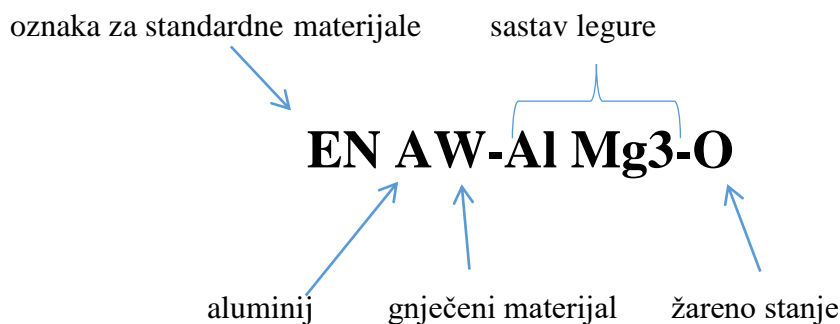 oznaka za standardne materijale sastav legure
EN AW-Al Mg3-O
aluminij gnječeni materijal žareno stanje